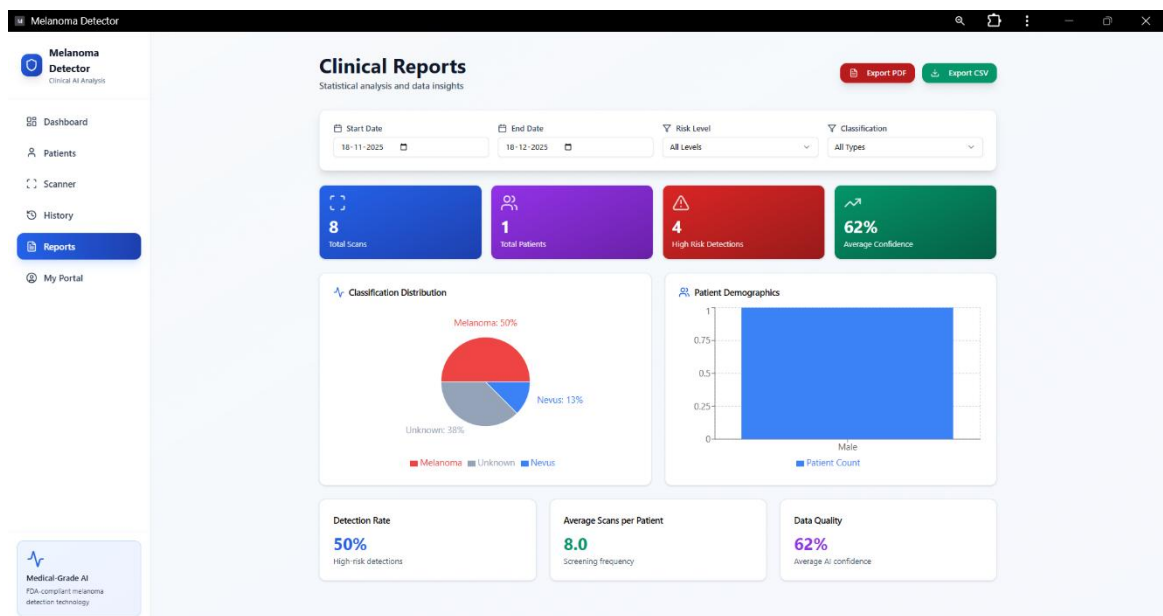 Melanoma Detector
Melanoma
Detector
Clinical AI Analysis
Dashboard
Patients
Scanner
History
Reports
My Portal
Medical-Grade AI
FDA-compliant melanoma
detection technology
Clinical Reports
Statistical analysis and data insights
Export PDF
Export CSV
Start Date
18-11-2025
End Date
18-12-2025
Risk Level
All Levels
Classification
All Types
8
Total Scans
1
Total Patients
4
High Risk Detections
62%
Average Confidence
Classification Distribution
Melanoma: 50%
Nevus: 13%
Unknown: 38%
Melanoma Unknown Nevus
Patient Demographics
1
0.75
0.5
0.25
0
Male
Patient Count
Detection Rate
50%
High-risk detections
Average Scans per Patient
8.0
Screening frequency
Data Quality
62%
Average AI confidence